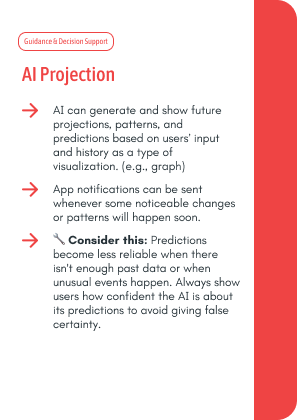 Guidance & Decision Support
AI Projection
AI can generate and show future
projections, patterns, and
predictions based on users' input
and history as a type of
visualization. (e.g., graph)
App notifications can be sent
whenever some noticeable changes
or patterns will happen soon.
🔧 Consider this: Predictions
become less reliable when there
isn't enough past data or when
unusual events happen. Always show
users how confident the AI is about
its predictions to avoid giving false
certainty.